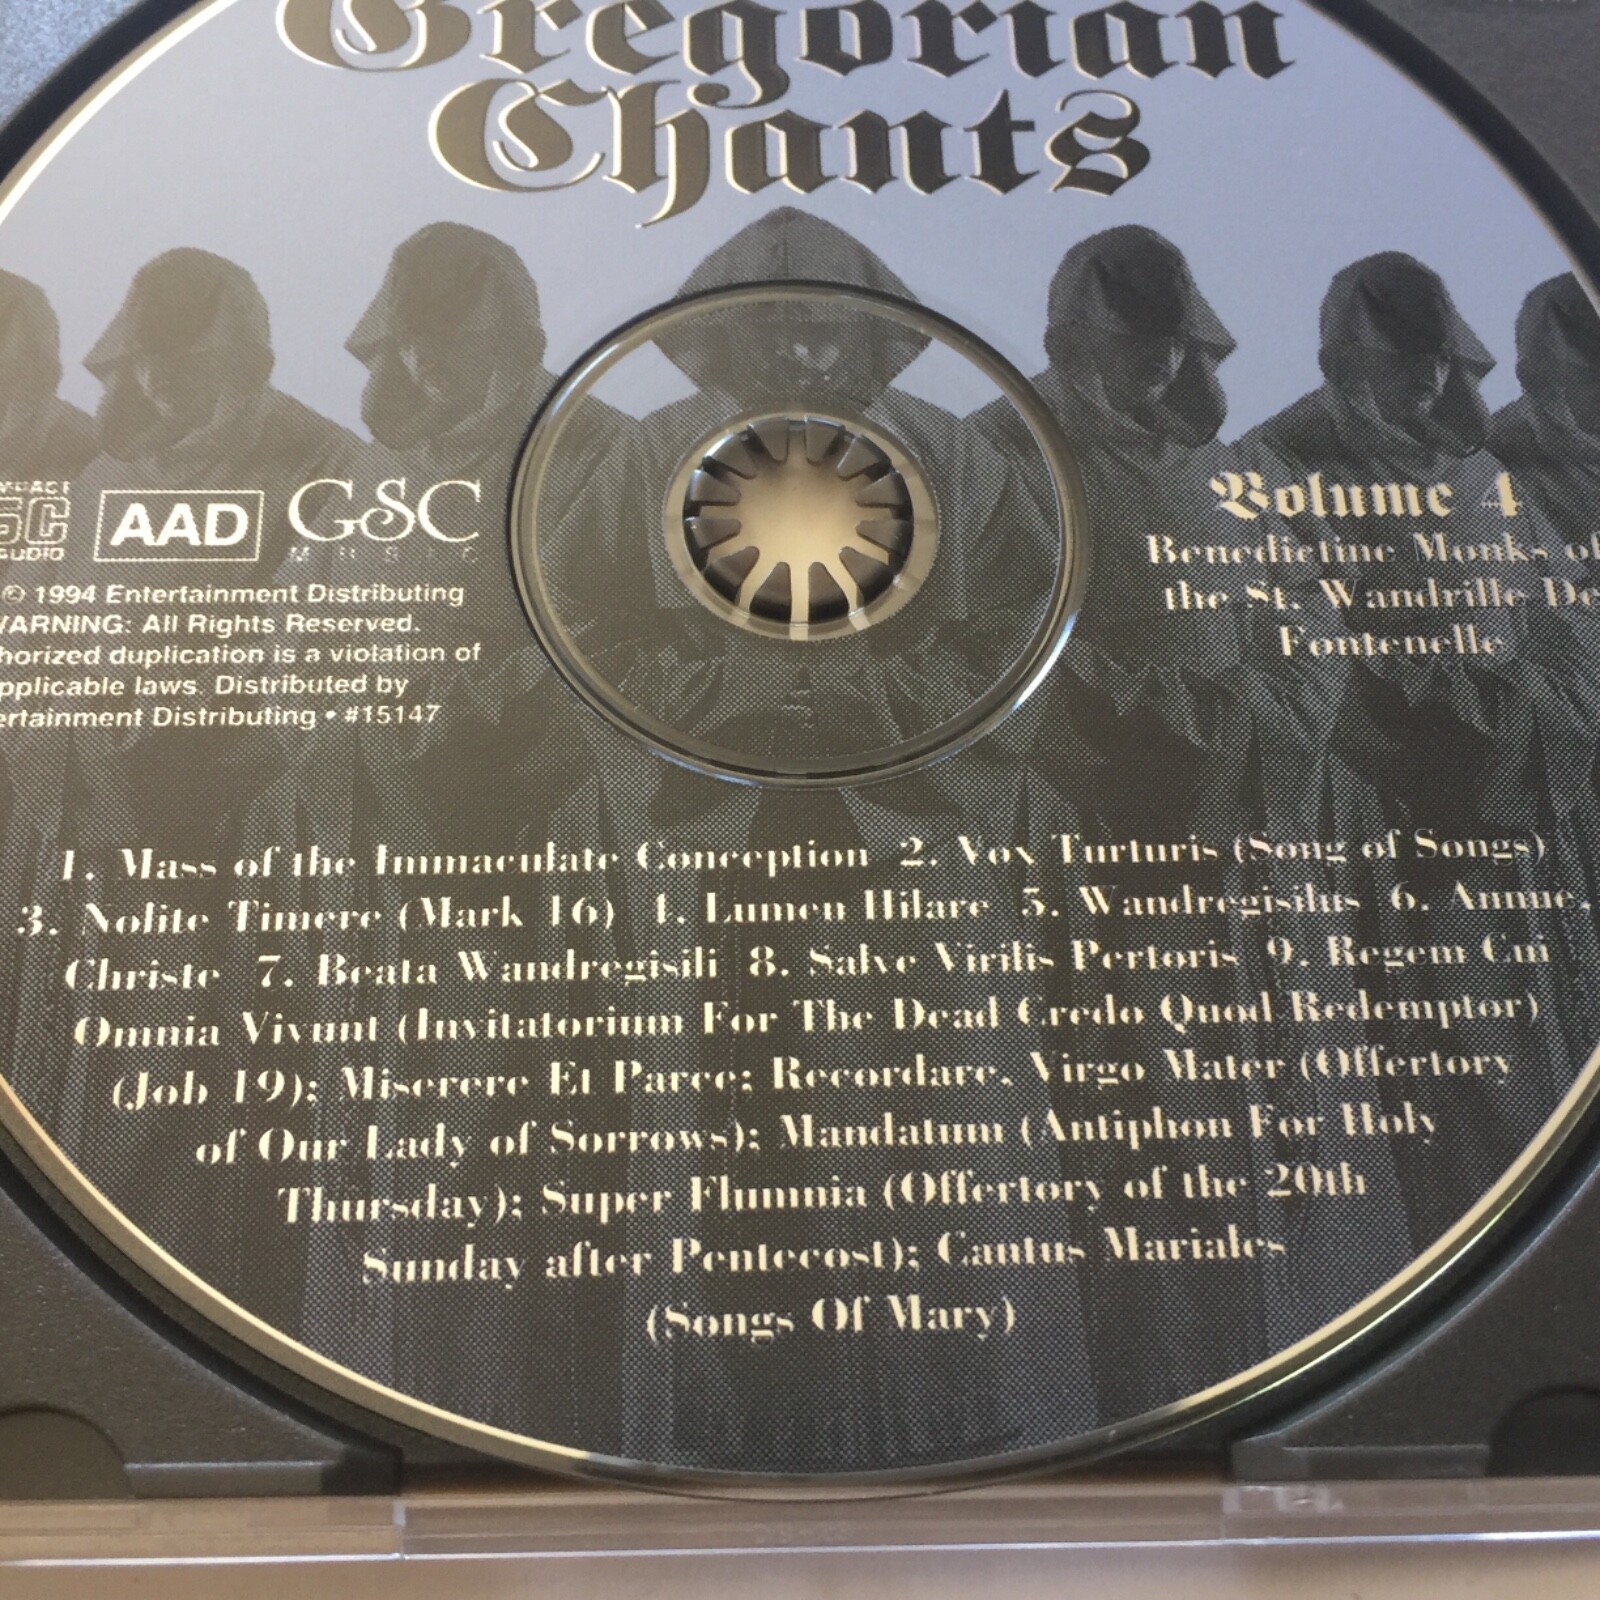 Gregorian
Chants
AAD GSC
MUSIC
AUDIO
© 1994 Entertainment Distributing
WARNING: All Rights Reserved.
horized duplication is a violation of
pplicable laws. Distributed by
ertainment Distributing • #15147
Volume 4
Benedictine Monks of
the St. Wandrille De
Fontenelle
1. Mass of the Immaculate Conception 2. Vox Turturis (Song of Songs)
3. Nolite Timere (Mark 16) 4. Lumen Hilare 5. Wandregisilus 6. Annue,
Christe 7. Beata Wandregisili 8. Salve Virilis Pertoris 9. Regem Cui
Omnia Vivunt (Invitatorium For The Dead Credo Quod Redemptor)
(Job 19); Miserere Et Parce; Recordare, Virgo Mater (Offertory
of Our Lady of Sorrows); Mandatum (Antiphon For Holy
Thursday); Super Flumnia (Offertory of the 20th
Sunday after Pentecost); Cantus Mariales
(Songs Of Mary)